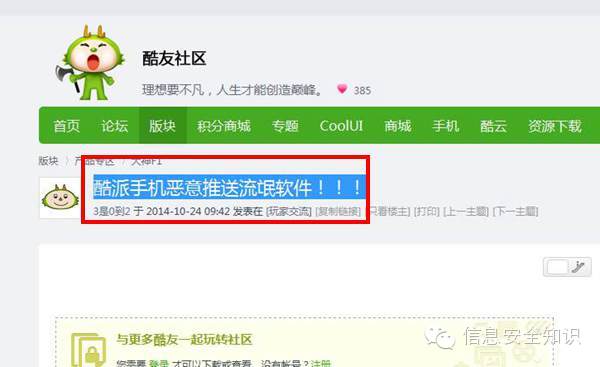 酷友社区
理想要不凡，人生才能创造巅峰。 385
首页 论坛 版块 积分商城 专题 CoolUI 商城 手机 酷云 资源下载
版块 〉产品专区 〉大神F1
酷派手机恶意推送流氓软件！！！
3是0到2 于 2014-10-24 09:42 发表在 [玩家交流] [复制链接] [只看楼主] [打印] [上一主题] [下一主题]
与更多酷友一起玩转社区
您需要 登录 才可以下载或查看，没有帐号？注册
信息安全知识